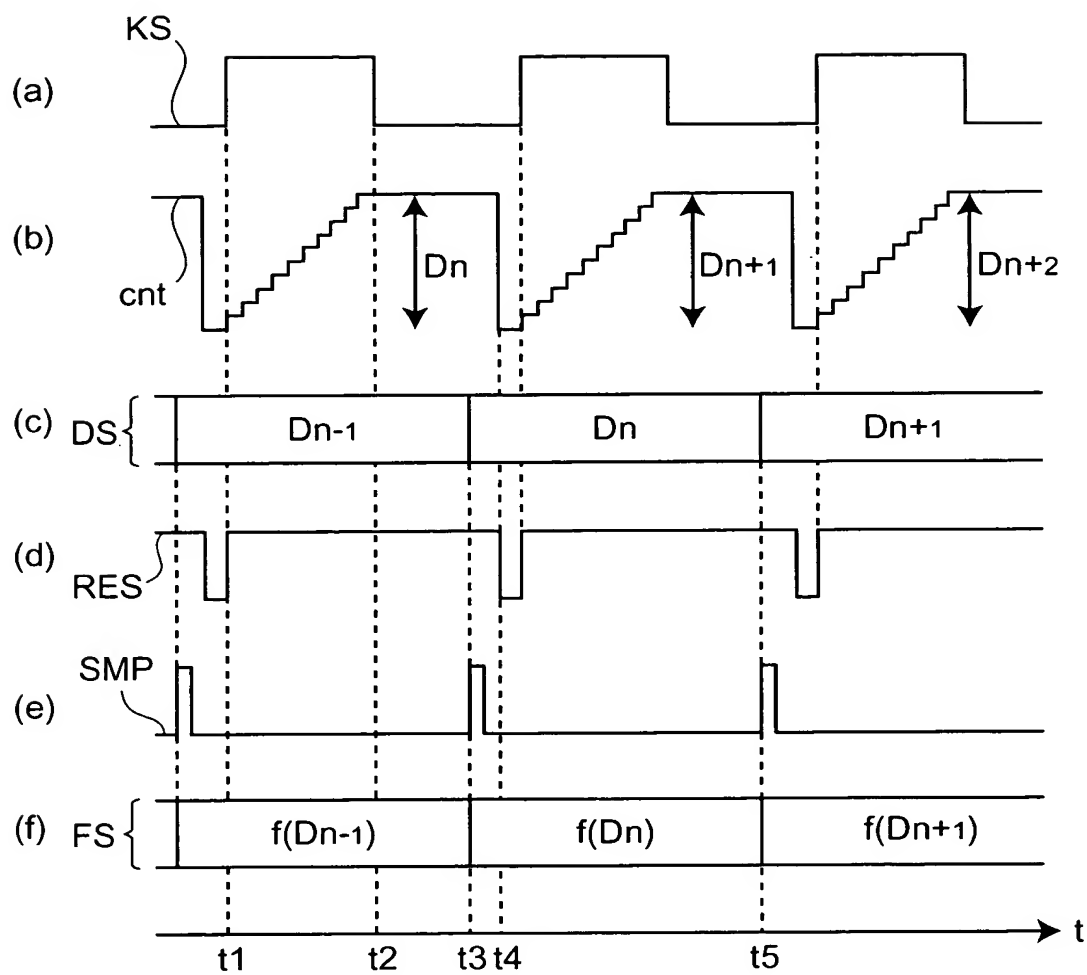 KS
(a)
(b)
cnt
Dn
Dn+1
Dn+2
(c) DS { Dn-1 Dn Dn+1
(d)
RES
SMP
(e)
(f) FS { f(Dn-1) f(Dn) f(Dn+1)
t
t1 t2 t3 t4 t5